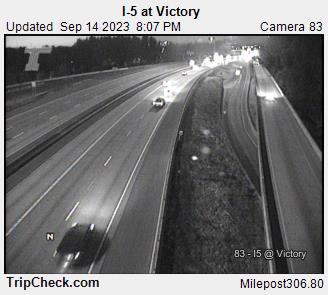 I-5 at Victory
Updated Sep 14 2023 8:07 PM Camera 83
T
N
83 - I5 @ Victory
TripCheck.com Milepost306.80